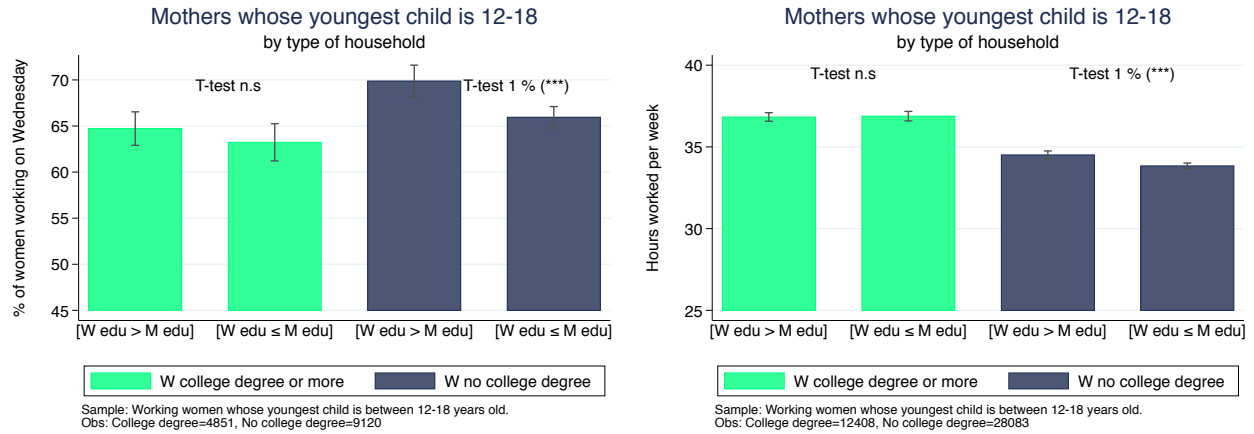 Mothers whose youngest child is 12-18
by type of household
% of women working on Wednesday
70
65
60
55
50
45
T-test n.s
T-test 1 % (***)
[W edu > M edu] [W edu ≤ M edu] [W edu > M edu] [W edu ≤ M edu]
W college degree or more W no college degree
Sample: Working women whose youngest child is between 12-18 years old.
Obs: College degree=4851, No college degree=9120
Mothers whose youngest child is 12-18
by type of household
Hours worked per week
40
35
30
25
T-test n.s
T-test 1 % (***)
[W edu > M edu] [W edu ≤ M edu] [W edu > M edu] [W edu ≤ M edu]
W college degree or more W no college degree
Sample: Working women whose youngest child is between 12-18 years old.
Obs: College degree=12408, No college degree=28083